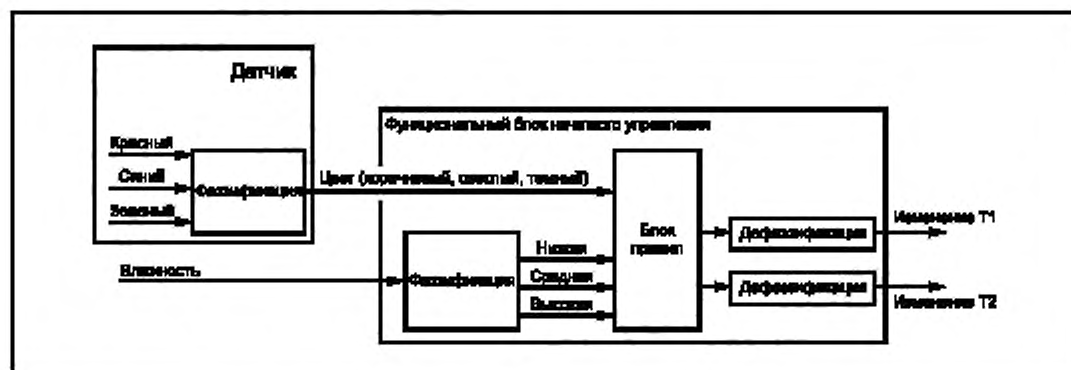 Датчик
Функциональный блок нечеткого управления
Красный
Синий
Зеленый
Фаззификация
Цвет (коричневый, светлый, темный)
Влажность
Фаззификация
Низкая
Средняя
Высокая
Блок
правил
Дефаззификация
Изменение T1
Дефаззификация
Изменение T2